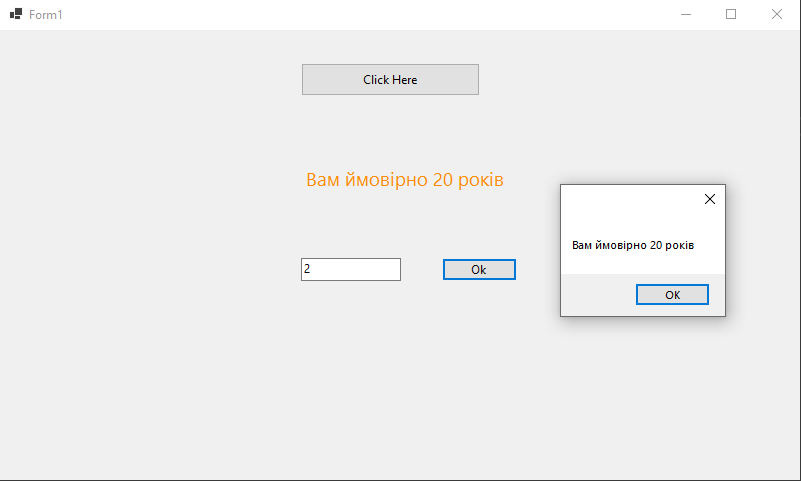 Form1
Click Here
Вам ймовірно 20 років
Вам ймовірно 20 років
2
Ok
OK